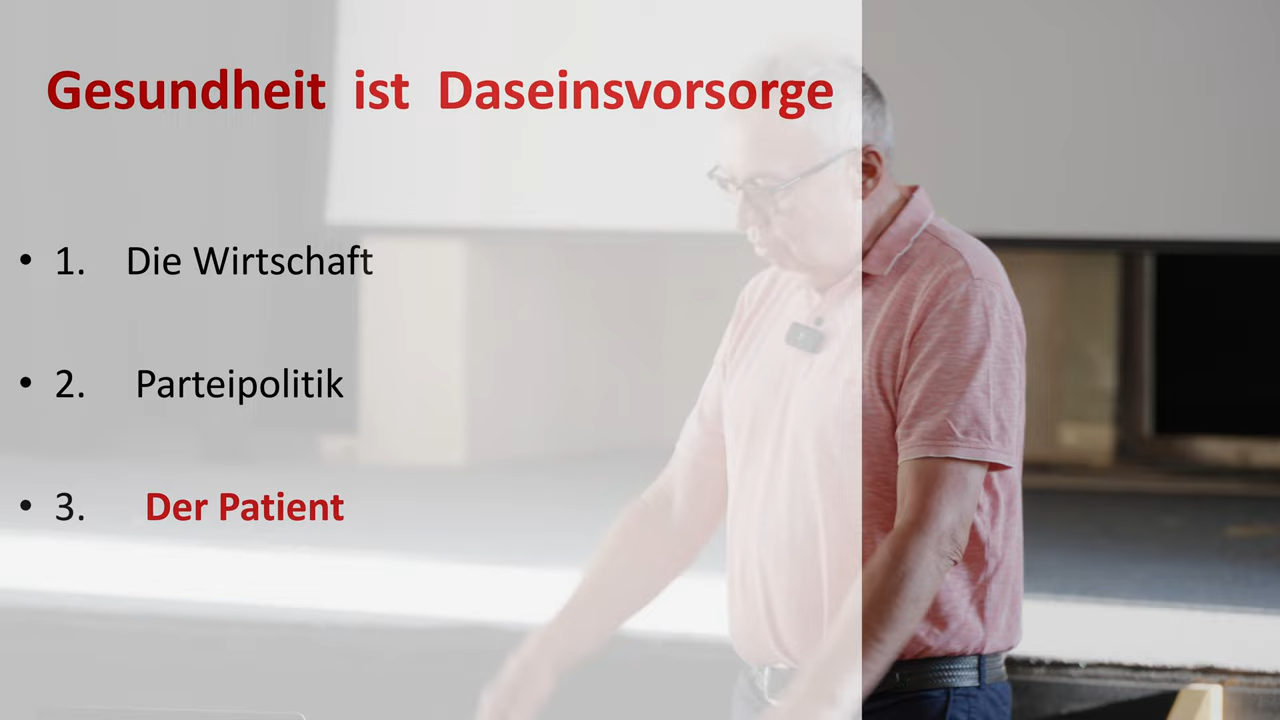 Gesundheit ist Daseinsvorsorge
• 1. Die Wirtschaft
• 2. Parteipolitik
• 3. Der Patient